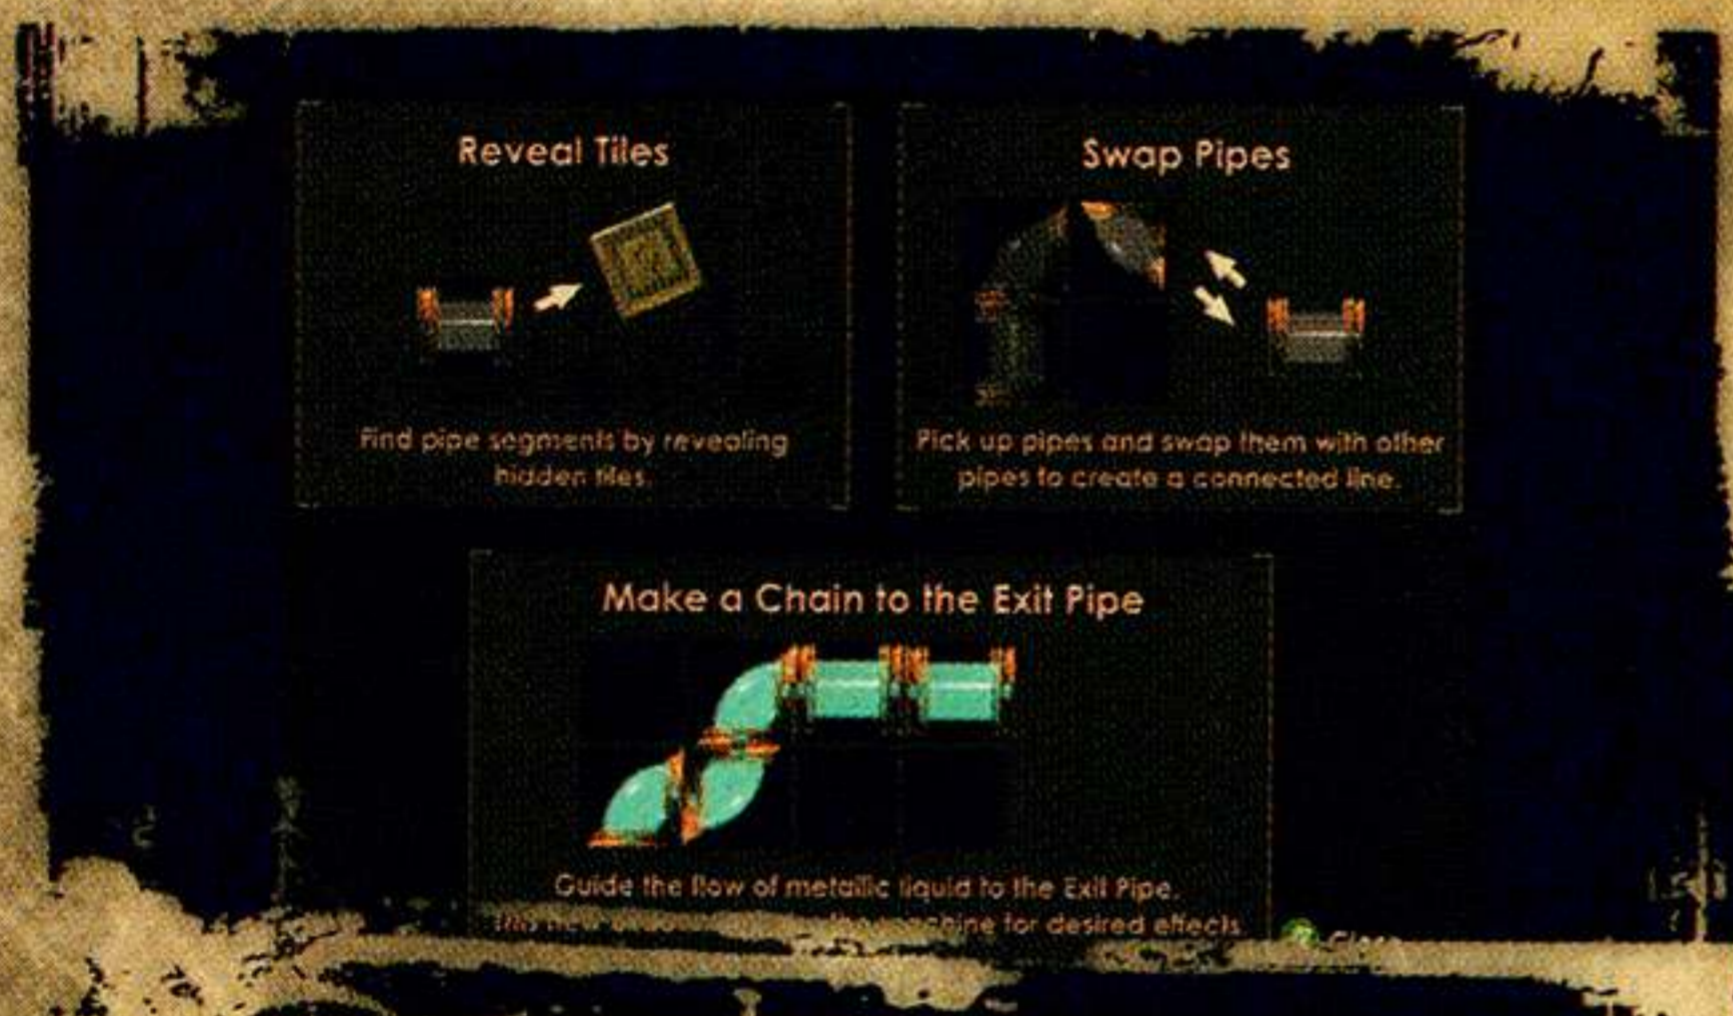 Reveal Tiles
Find pipe segments by revealing
hidden tiles.
Swap Pipes
Pick up pipes and swap them with other
pipes to create a connected line.
Make a Chain to the Exit Pipe
Guide the flow of metallic liquid to the Exit Pipe.
for desired effects.